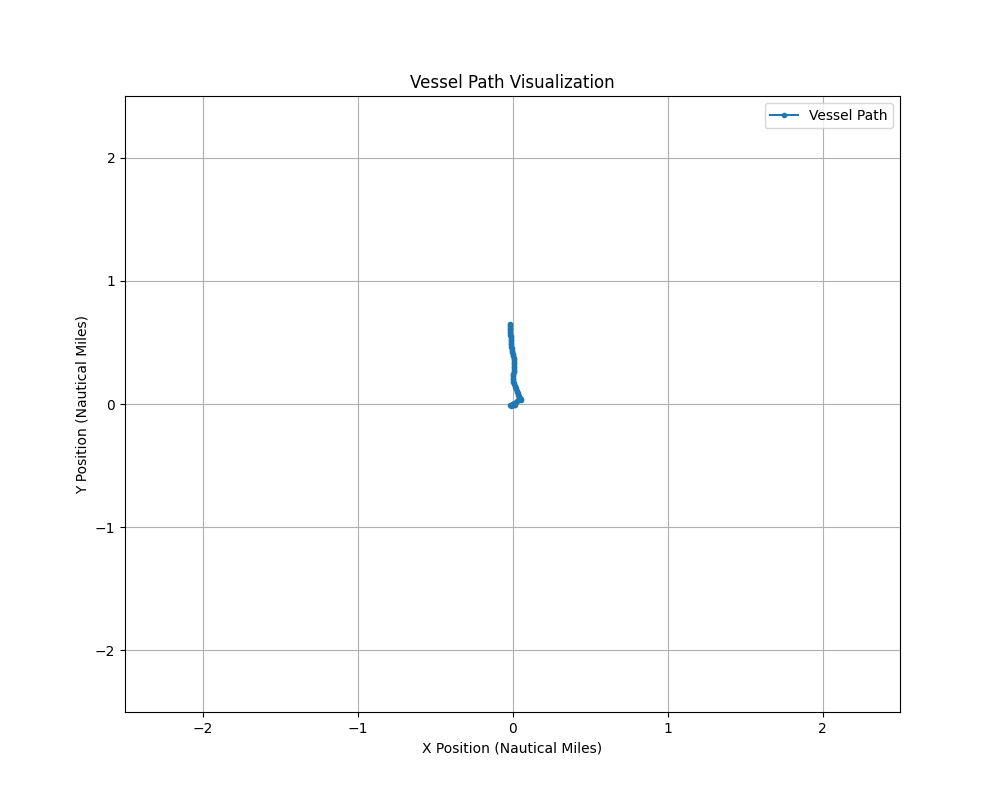 Vessel Path Visualization
Vessel Path
2
1
0
−1
−2
Y Position (Nautical Miles)
−2
−1
0
1
2
X Position (Nautical Miles)